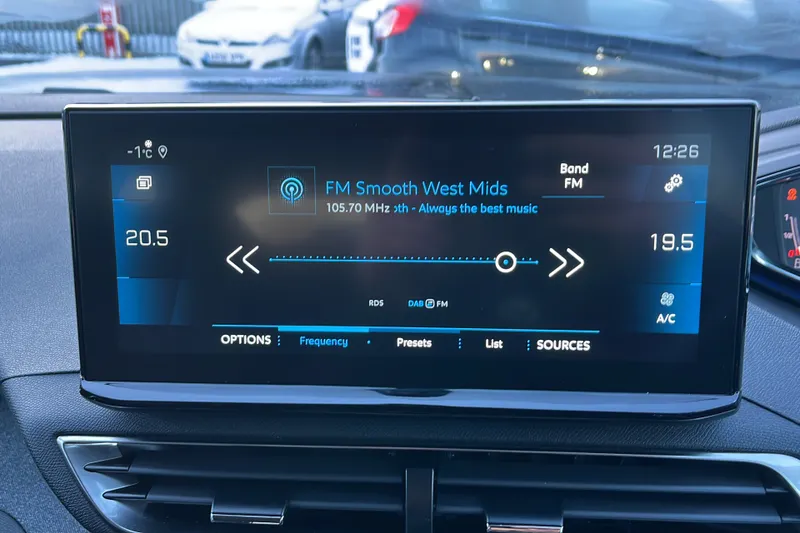 -1°C
12:26
FM Smooth West Mids
Band
FM
105.70 MHz oth - Always the best music
20.5
19.5
RDS
DAB FM
A/C
OPTIONS
Frequency
Presets
List
SOURCES